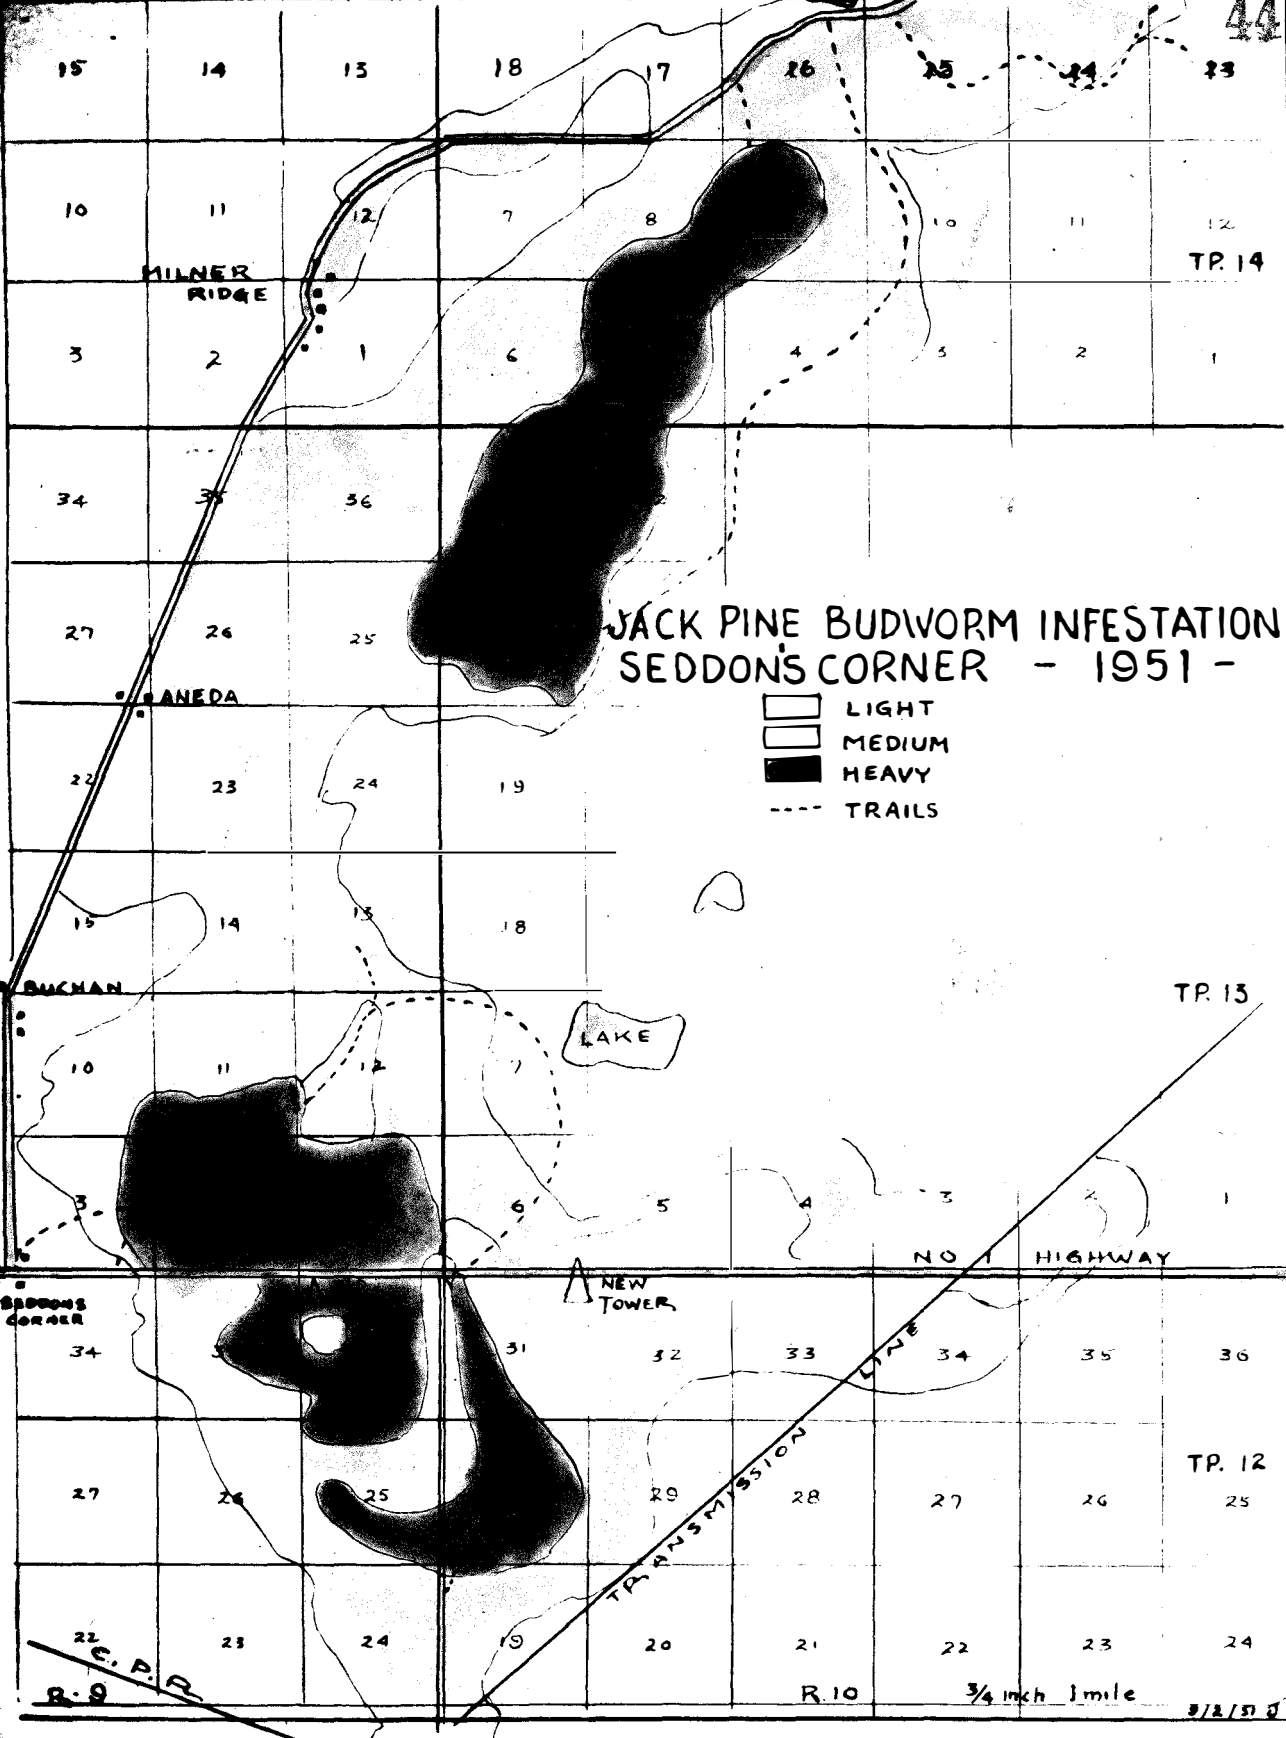 44
15 14 13 18 17 26 25 24 23
10 11 12 7 8 10 11 12
TP. 14
MILNER
RIDGE
3 2 1 6 4 3 2 1
34 35 36
27 26 25
JACK PINE BUDWORM INFESTATION
SEDDON'S CORNER - 1951 -
LIGHT
MEDIUM
HEAVY
TRAILS
ANEDA
22 23 24 19
15 14 13 18
BUCHAN
TP. 13
LAKE
10 11 12 7
3 6 5 4 3 2 1
NO 1 HIGHWAY
NEW
TOWER
SEDDONS
CORNER
34 31 32 33 34 35 36
TRANSMISSION LINE
TP. 12
27 26 25 29 28 27 26 25
22 23 24 19 20 21 22 23 24
C. P. R.
R. 9 R. 10 3/4 inch 1 mile